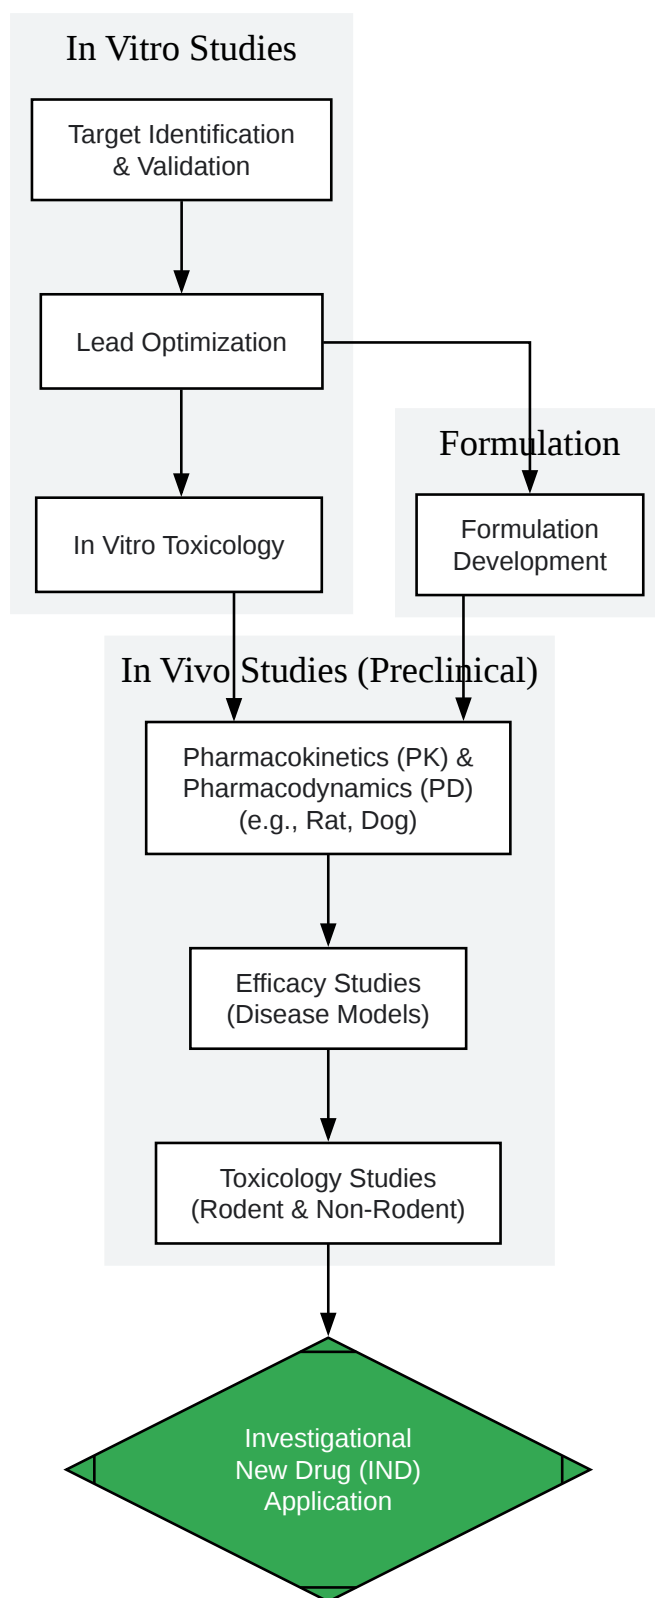 In Vitro Studies
Target Identification
& Validation
Lead Optimization
In Vitro Toxicology
Formulation
Formulation
Development
In Vivo Studies (Preclinical)
Pharmacokinetics (PK) &
Pharmacodynamics (PD)
(e.g., Rat, Dog)
Efficacy Studies
(Disease Models)
Toxicology Studies
(Rodent & Non-Rodent)
Investigational
New Drug (IND)
Application